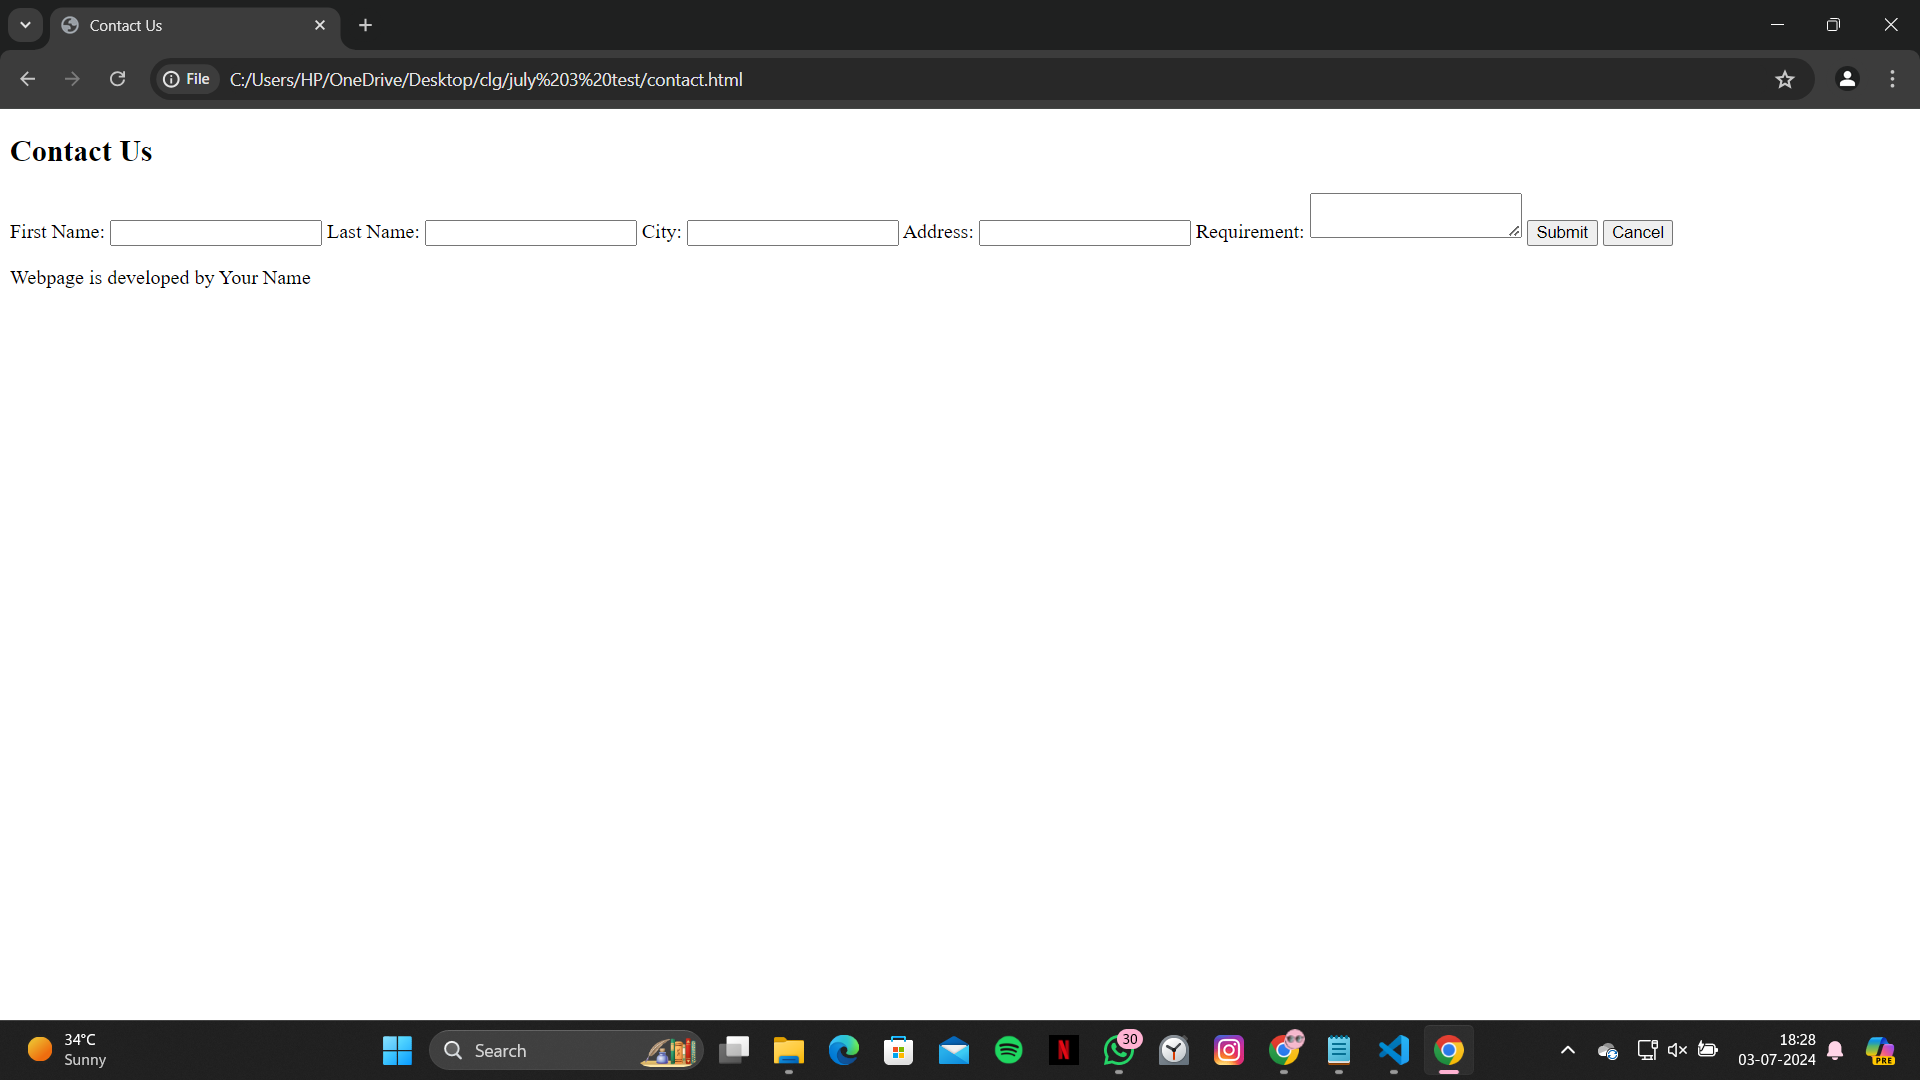 Contact Us
File C:/Users/HP/OneDrive/Desktop/clg/july%203%20test/contact.html
Contact Us
First Name: Last Name: City: Address: Requirement: Submit Cancel
Webpage is developed by Your Name
34°C
Sunny
Search
N
30
PRE
18:28
03-07-2024